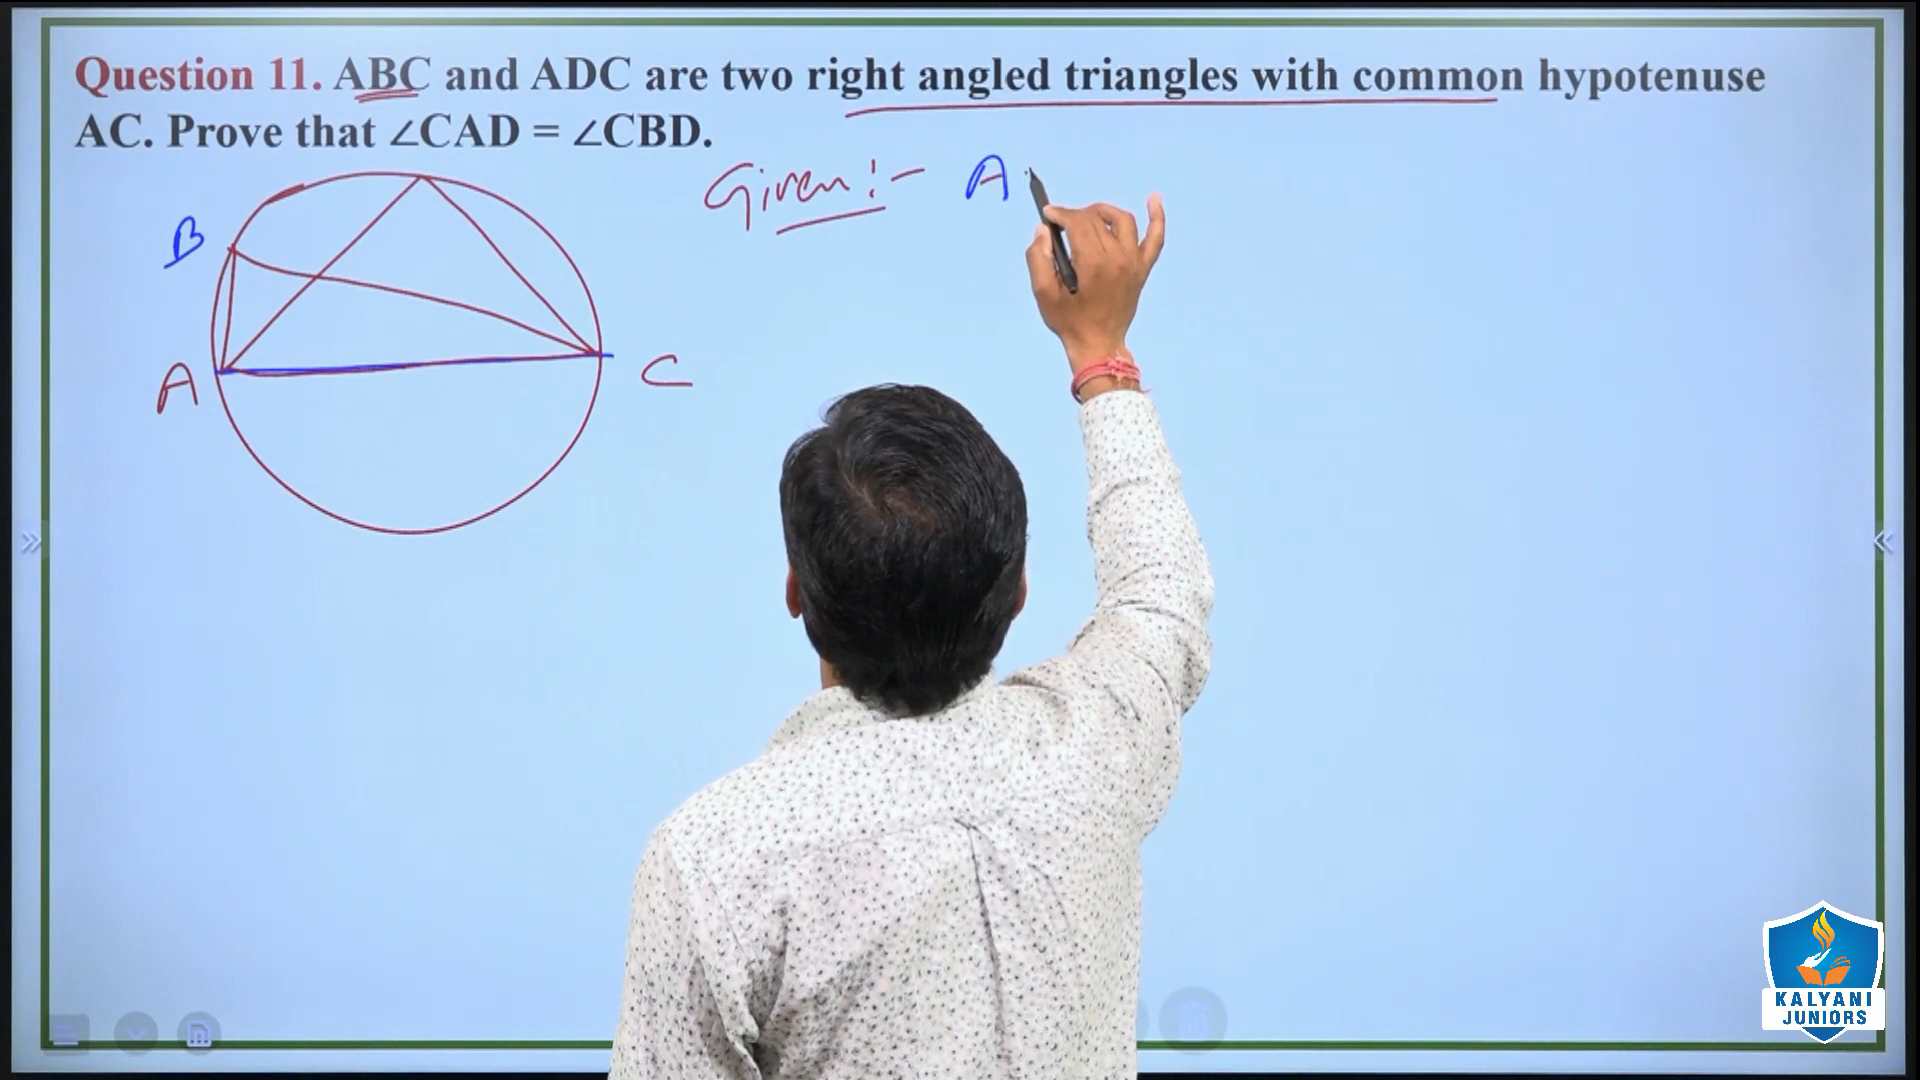 Question 11. ABC and ADC are two right angled triangles with common hypotenuse
AC. Prove that ∠CAD = ∠CBD.
Given :- A
B
A
C
KALYANI
JUNIORS